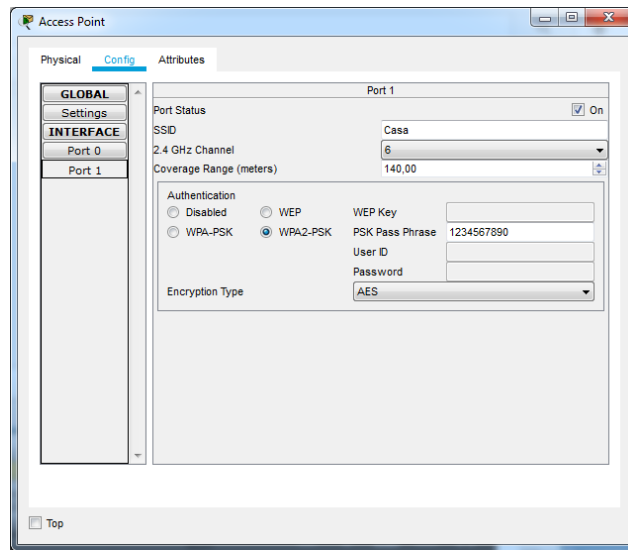 Access Point
Physical Config Attributes
GLOBAL
Settings
INTERFACE
Port 0
Port 1
Port 1
Port Status On
SSID Casa
2.4 GHz Channel 6
Coverage Range (meters) 140,00
Authentication
Disabled WEP WEP Key
WPA-PSK WPA2-PSK PSK Pass Phrase 1234567890
User ID
Password
Encryption Type AES
Top